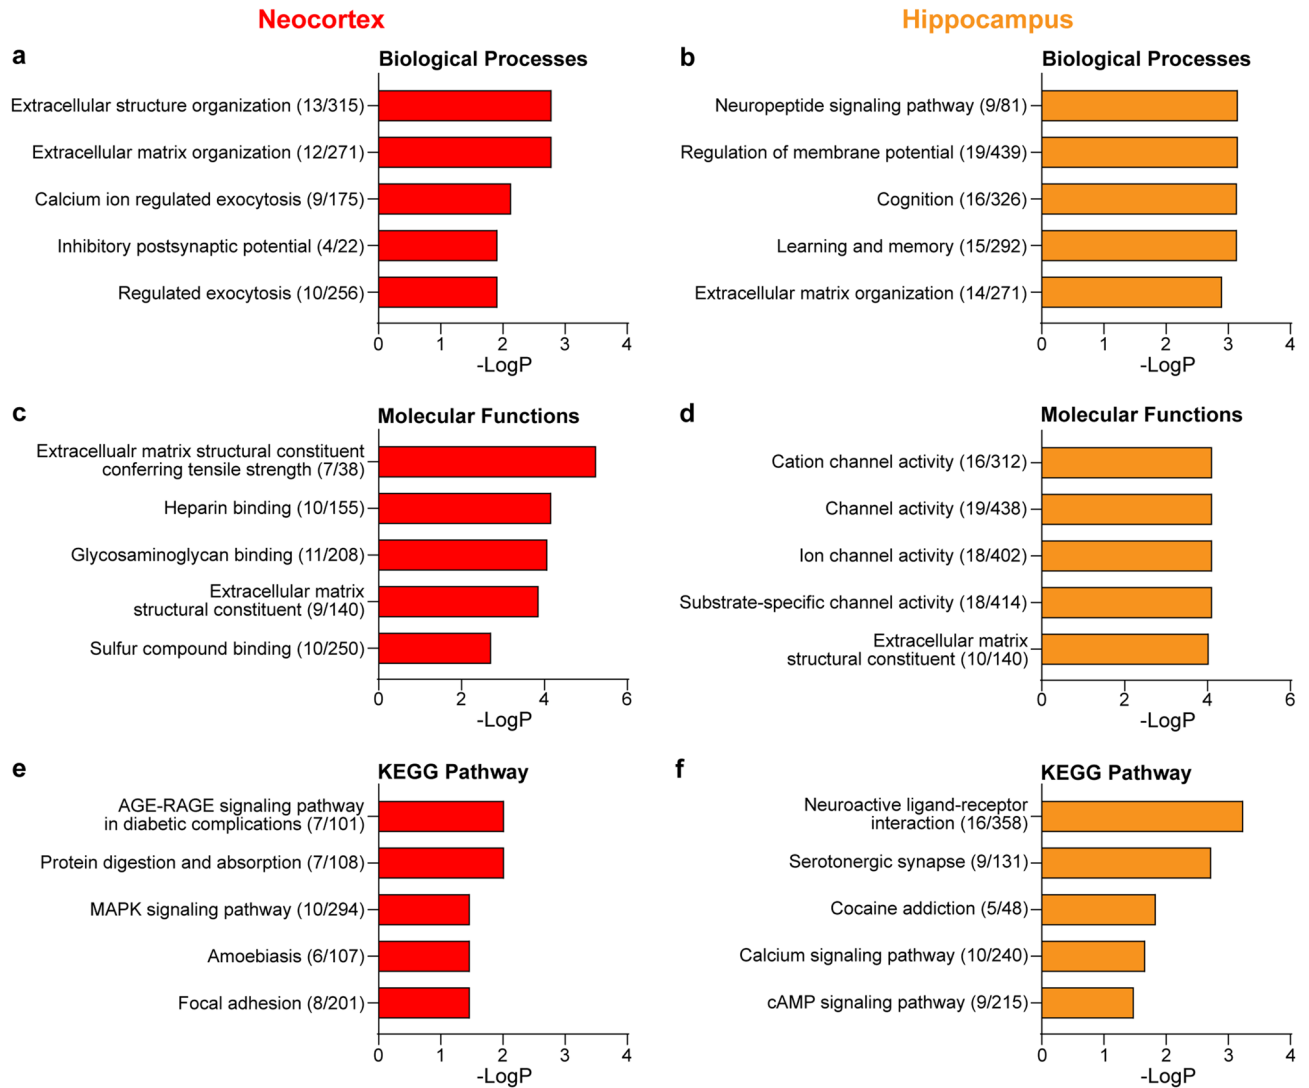 Neocortex
Hippocampus
a
Biological Processes
Extracellular structure organization (13/315)
Extracellular matrix organization (12/271)
Calcium ion regulated exocytosis (9/175)
Inhibitory postsynaptic potential (4/22)
Regulated exocytosis (10/256)
0 1 2 3 4
-LogP
b
Biological Processes
Neuropeptide signaling pathway (9/81)
Regulation of membrane potential (19/439)
Cognition (16/326)
Learning and memory (15/292)
Extracellular matrix organization (14/271)
0 1 2 3 4
-LogP
c
Molecular Functions
Extracellualr matrix structural constituent
conferring tensile strength (7/38)
Heparin binding (10/155)
Glycosaminoglycan binding (11/208)
Extracellular matrix
structural constituent (9/140)
Sulfur compound binding (10/250)
0 2 4 6
-LogP
d
Molecular Functions
Cation channel activity (16/312)
Channel activity (19/438)
Ion channel activity (18/402)
Substrate-specific channel activity (18/414)
Extracellular matrix
structural constituent (10/140)
0 2 4 6
-LogP
e
KEGG Pathway
AGE-RAGE signaling pathway
in diabetic complications (7/101)
Protein digestion and absorption (7/108)
MAPK signaling pathway (10/294)
Amoebiasis (6/107)
Focal adhesion (8/201)
0 1 2 3 4
-LogP
f
KEGG Pathway
Neuroactive ligand-receptor
interaction (16/358)
Serotonergic synapse (9/131)
Cocaine addiction (5/48)
Calcium signaling pathway (10/240)
cAMP signaling pathway (9/215)
0 1 2 3 4
-LogP